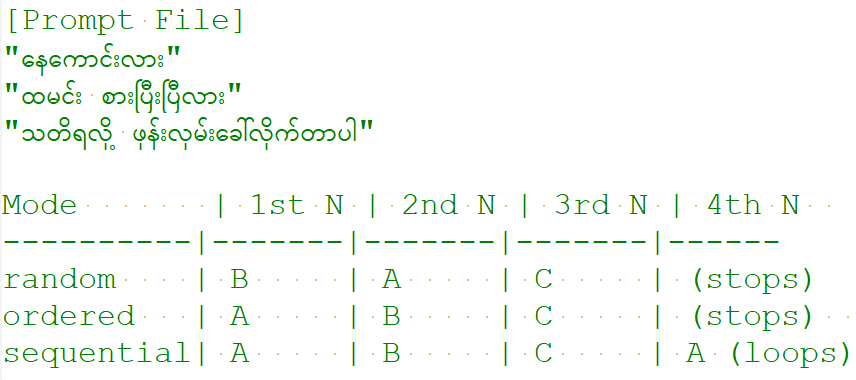 [Prompt File]
"နေကောင်းလား"
"ထမင်း စားပြီးပြီလား"
"သတိရလို့ ဖုန်းလှမ်းခေါ်လိုက်တာပါ"
Mode       | 1st N | 2nd N | 3rd N | 4th N
----------|-------|-------|-------|------
random    | B     | A     | C     | (stops)
ordered   | A     | B     | C     | (stops)
sequential| A     | B     | C     | A (loops)